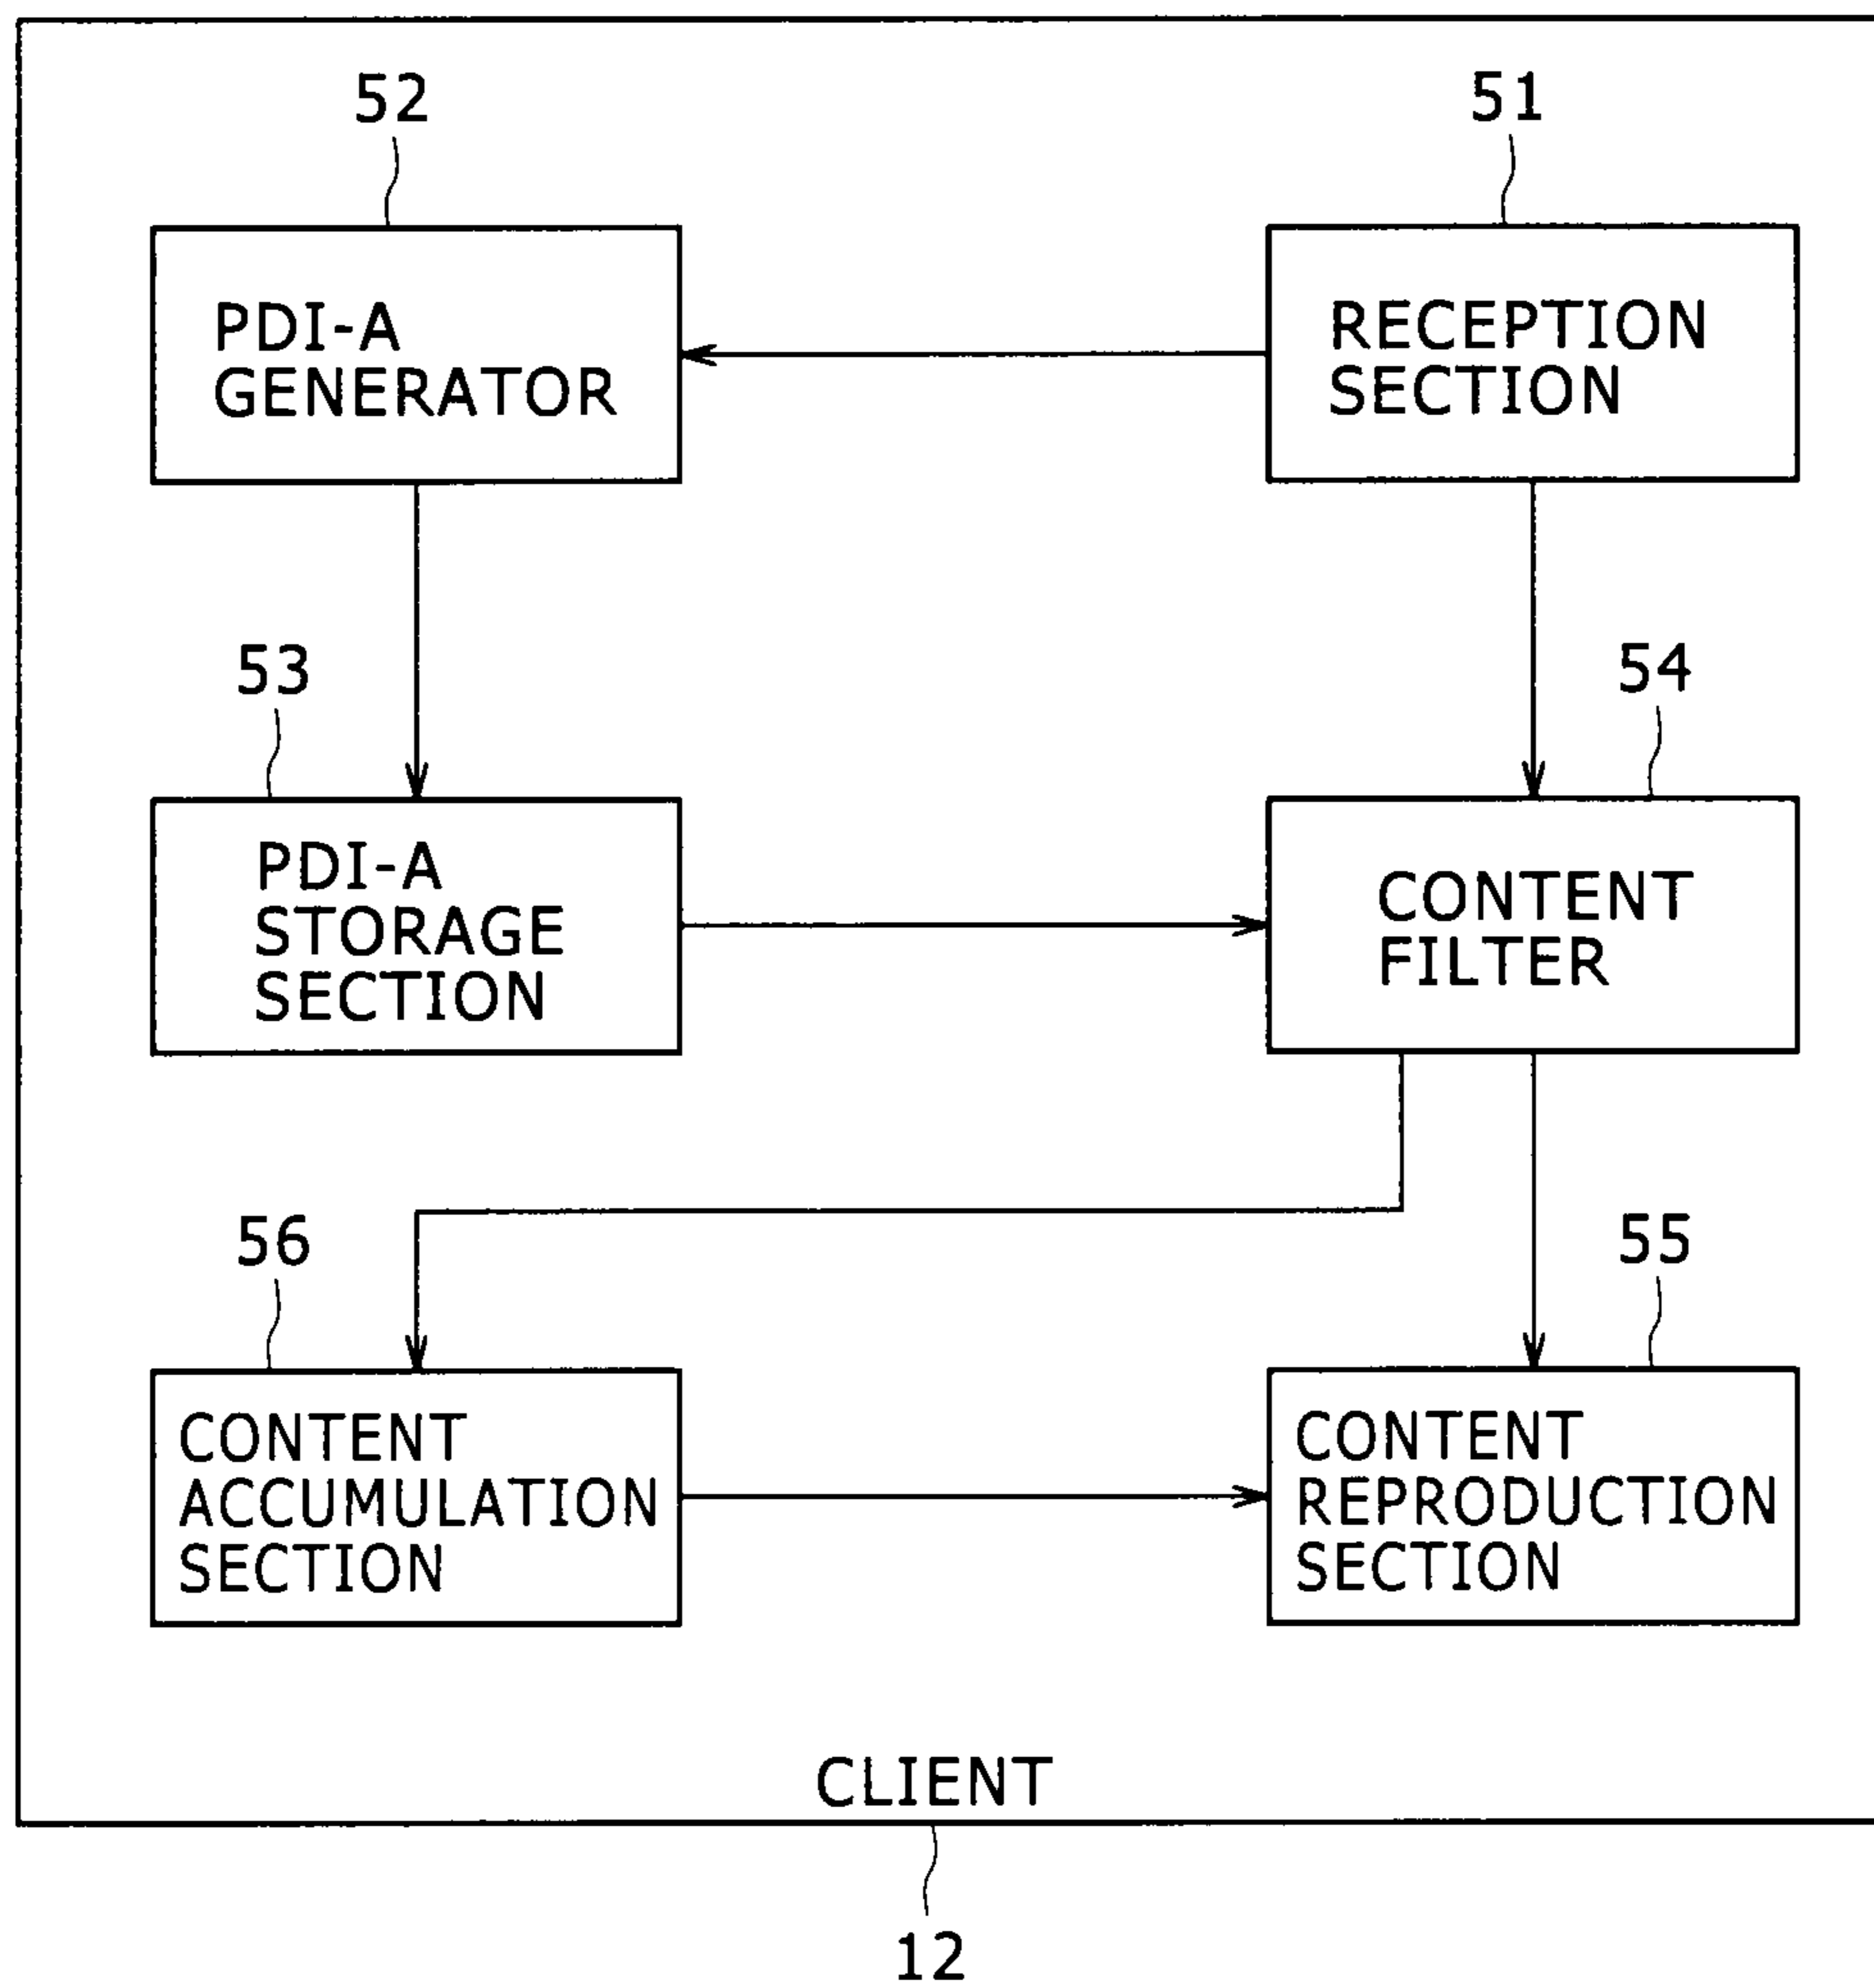 52
51
PDI-A
GENERATOR
RECEPTION
SECTION
53
54
PDI-A
STORAGE
SECTION
CONTENT
FILTER
56
55
CONTENT
ACCUMULATION
SECTION
CONTENT
REPRODUCTION
SECTION
CLIENT
12